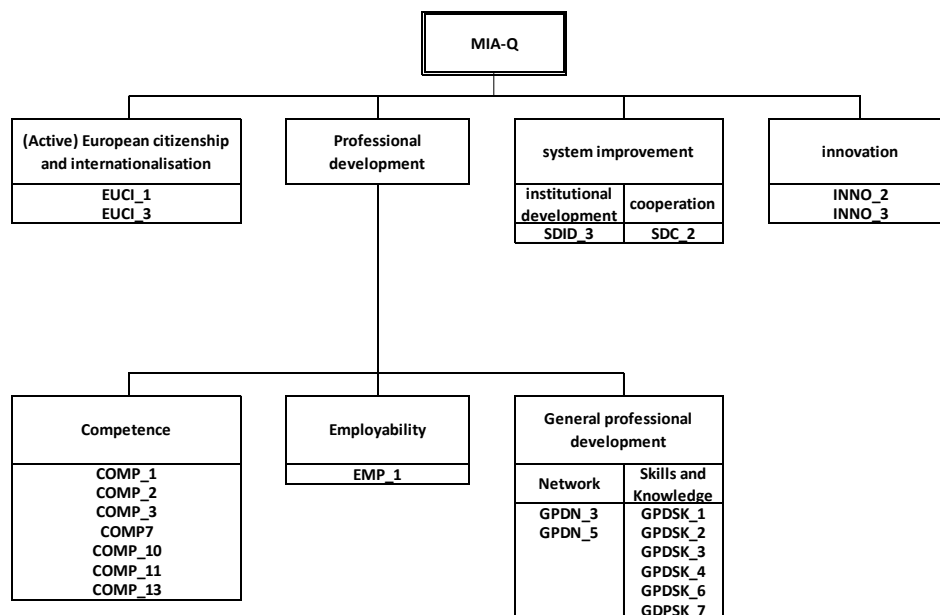 MIA-Q
(Active) European citizenship
and internationalisation
EUCI_1
EUCI_3
Professional
development
system improvement
institutional
development
SDID_3
cooperation
SDC_2
innovation
INNO_2
INNO_3
Competence
COMP_1
COMP_2
COMP_3
COMP7
COMP_10
COMP_11
COMP_13
Employability
EMP_1
General professional
development
Network
GPDN_3
GPDN_5
Skills and
Knowledge
GPDSK_1
GPDSK_2
GPDSK_3
GPDSK_4
GPDSK_6
GDPSK_7